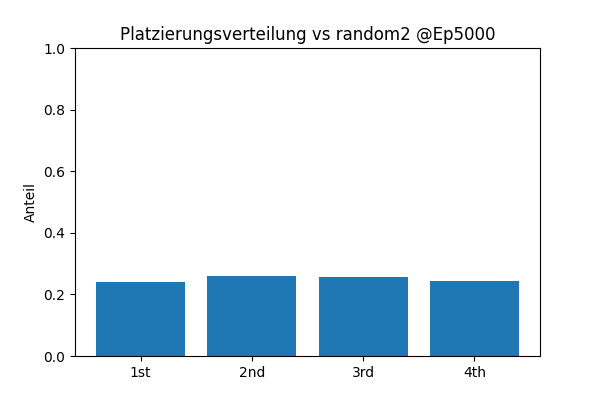 Platzierungsverteilung vs random2 @Ep5000
1.0
0.8
0.6
0.4
0.2
0.0
Anteil
1st
2nd
3rd
4th